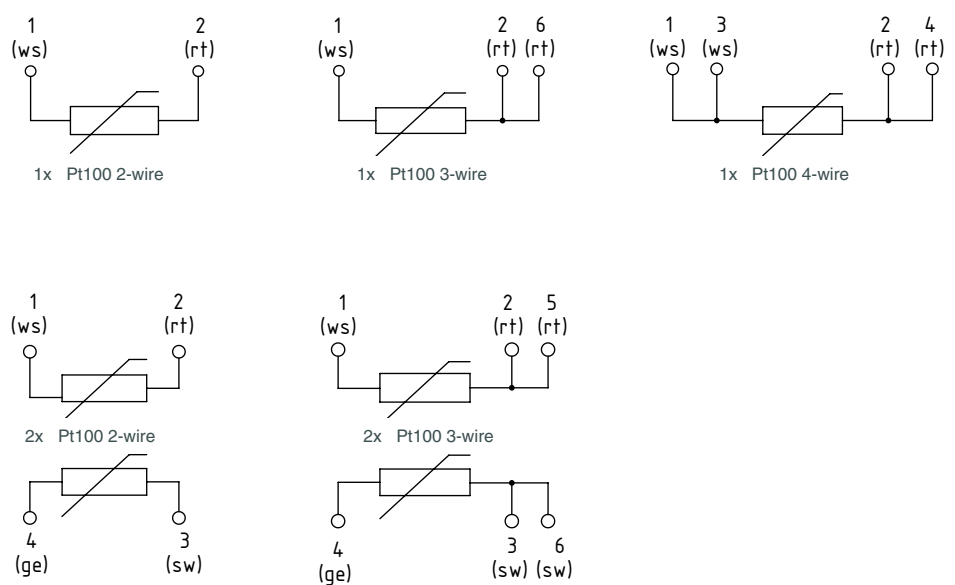 1 2
(ws) (rt)
1x Pt100 2-wire
1 2 6
(ws) (rt) (rt)
1x Pt100 3-wire
1 3 2 4
(ws) (ws) (rt) (rt)
1x Pt100 4-wire
1 2
(ws) (rt)
2x Pt100 2-wire
4 3
(ge) (sw)
1 2 5
(ws) (rt) (rt)
2x Pt100 3-wire
4 3 6
(ge) (sw) (sw)